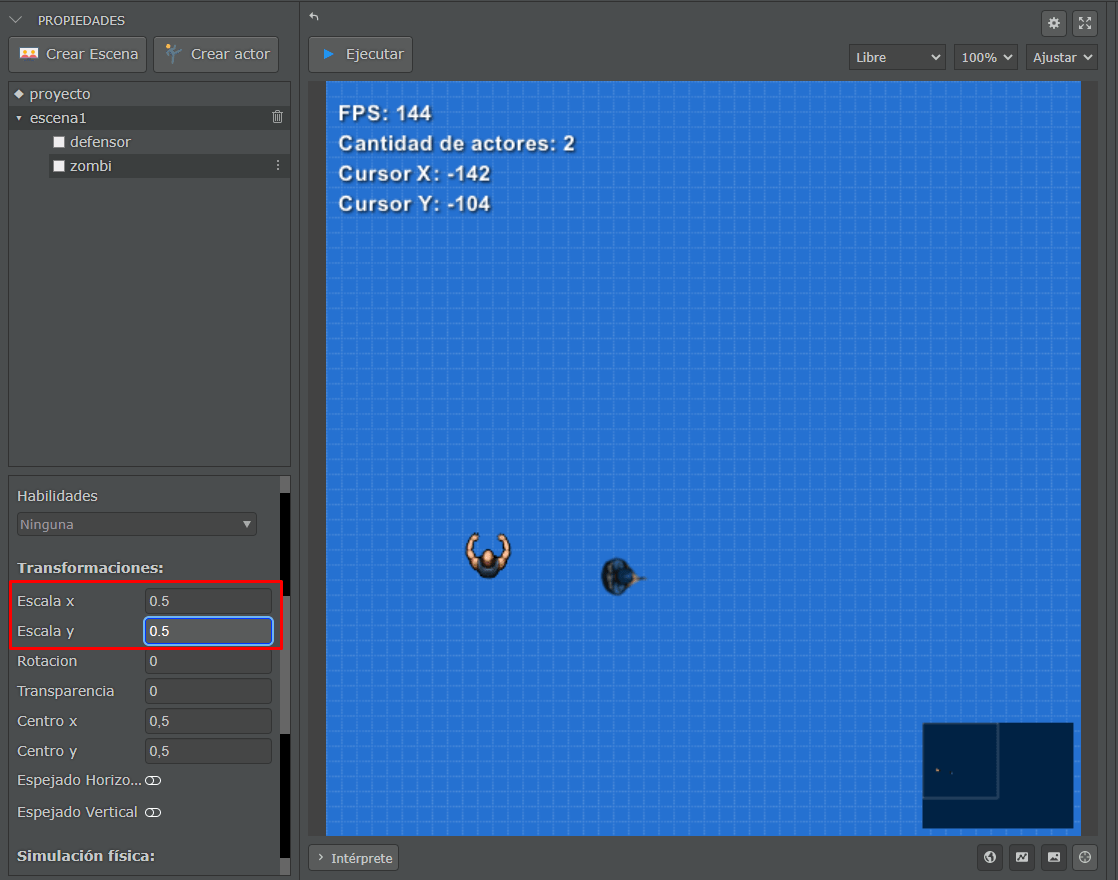 PROPIEDADES
Crear Escena
Crear actor
proyecto
escena1
defensor
zombi
Habilidades
Ninguna
Transformaciones:
Escala x 0.5
Escala y 0.5
Rotacion 0
Transparencia 0
Centro x 0,5
Centro y 0,5
Espejado Horizo...
Espejado Vertical
Simulación física:
Ejecutar
Libre
100%
Ajustar
FPS: 144
Cantidad de actores: 2
Cursor X: -142
Cursor Y: -104
Intérprete